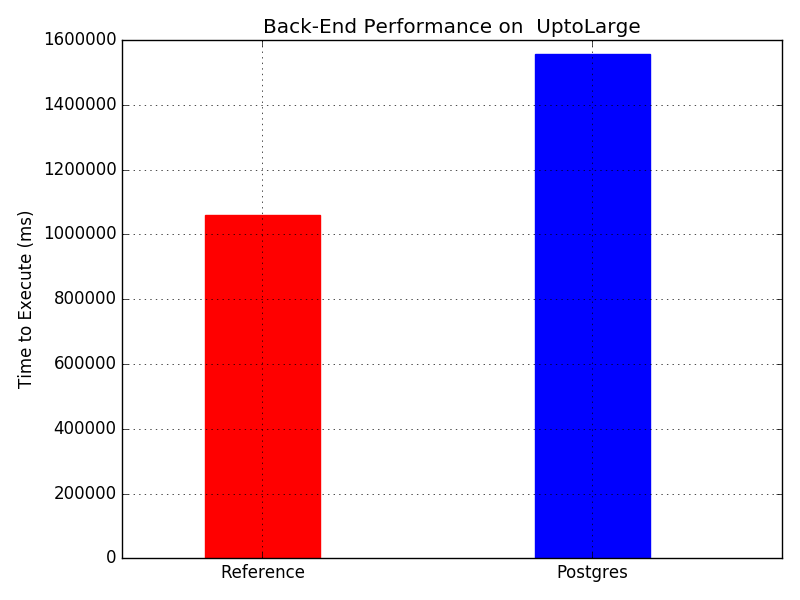 Back-End Performance on  UptoLarge
1600000
1400000
1200000
1000000
800000
600000
400000
200000
0
Time to Execute (ms)
Reference
Postgres